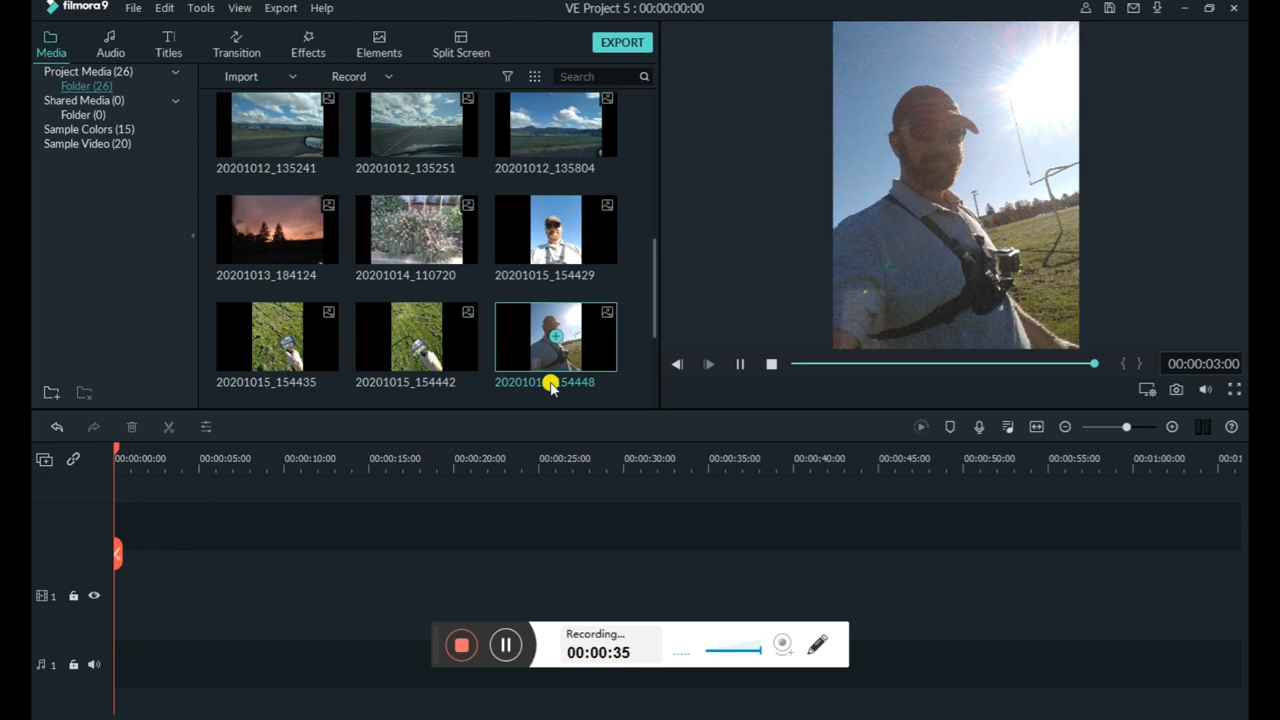 filmora9 File Edit Tools View Export Help VE Project 5 : 00:00:00:00
Media Audio Titles Transition Effects Elements Split Screen EXPORT
Project Media (26) Import Record Search
Folder (26)
Shared Media (0)
Folder (0)
Sample Colors (15)
Sample Video (20)
20201012_135241 20201012_135251 20201012_135804
20201013_184124 20201014_110720 20201015_154429
20201015_154435 20201015_154442
00:00:03:00
00:00:00:00 00:00:05:00 00:00:10:00 00:00:15:00 00:00:20:00 00:00:25:00 00:00:30:00 00:00:35:00 00:00:40:00 00:00:45:00 00:00:50:00 00:00:55:00 00:01:00:00
1
Recording...
00:00:35
1